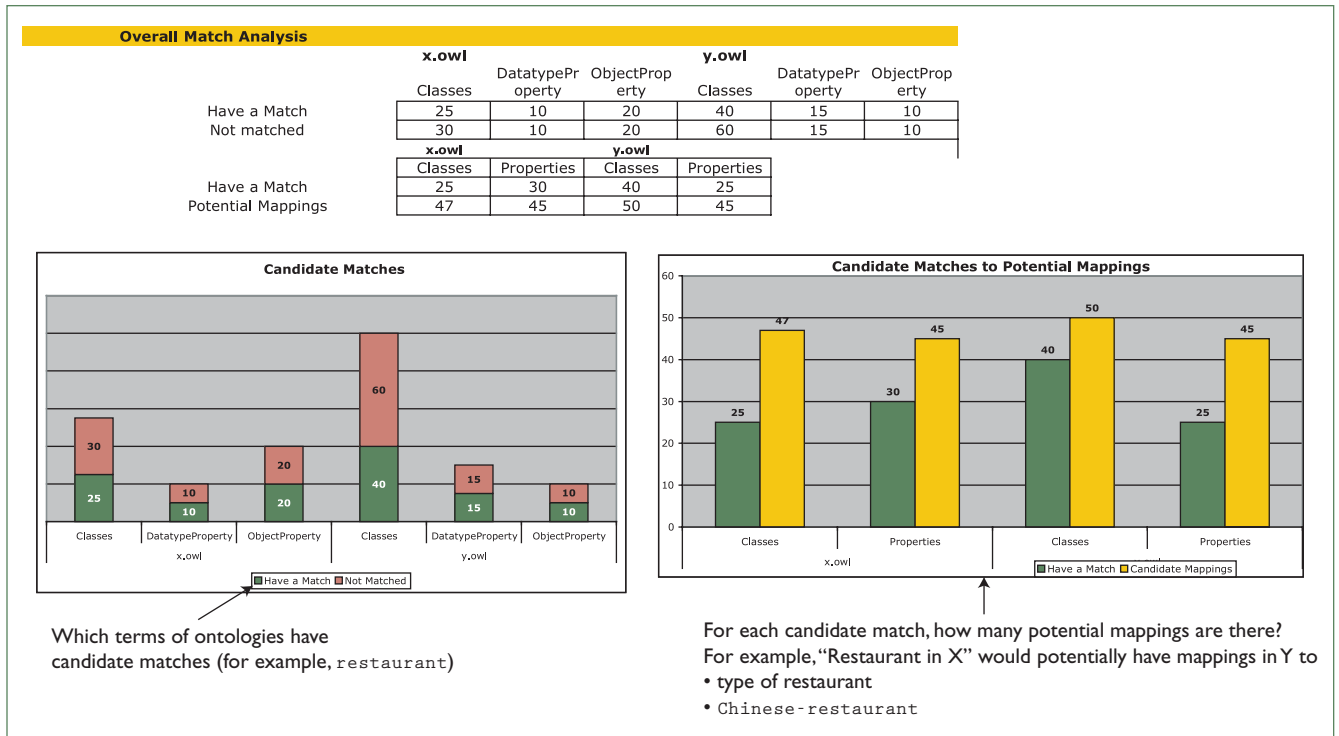 Overall Match Analysis
x.owl y.owl
DatatypePr ObjectProp DatatypePr ObjectProp
Classes operty erty Classes operty erty
Have a Match 25 10 20 40 15 10
Not matched 30 10 20 60 15 10
x.owl y.owl
Classes Properties Classes Properties
Have a Match 25 30 40 25
Potential Mappings 47 45 50 45
Candidate Matches
60
30
20
40
15
25
10
20
15
10
10
10
Classes DatatypeProperty ObjectProperty Classes DatatypeProperty ObjectProperty
x.owl y.owl
Have a Match Not Matched
Which terms of ontologies have
candidate matches (for example, restaurant)
Candidate Matches to Potential Mappings
60
50
40
30
20
10
0
25 47 30 45 40 50 25 45
Classes Properties Classes Properties
x.owl
Have a Match Candidate Mappings
For each candidate match, how many potential mappings are there?
For example, “Restaurant in X” would potentially have mappings in Y to
• type of restaurant
• Chinese-restaurant